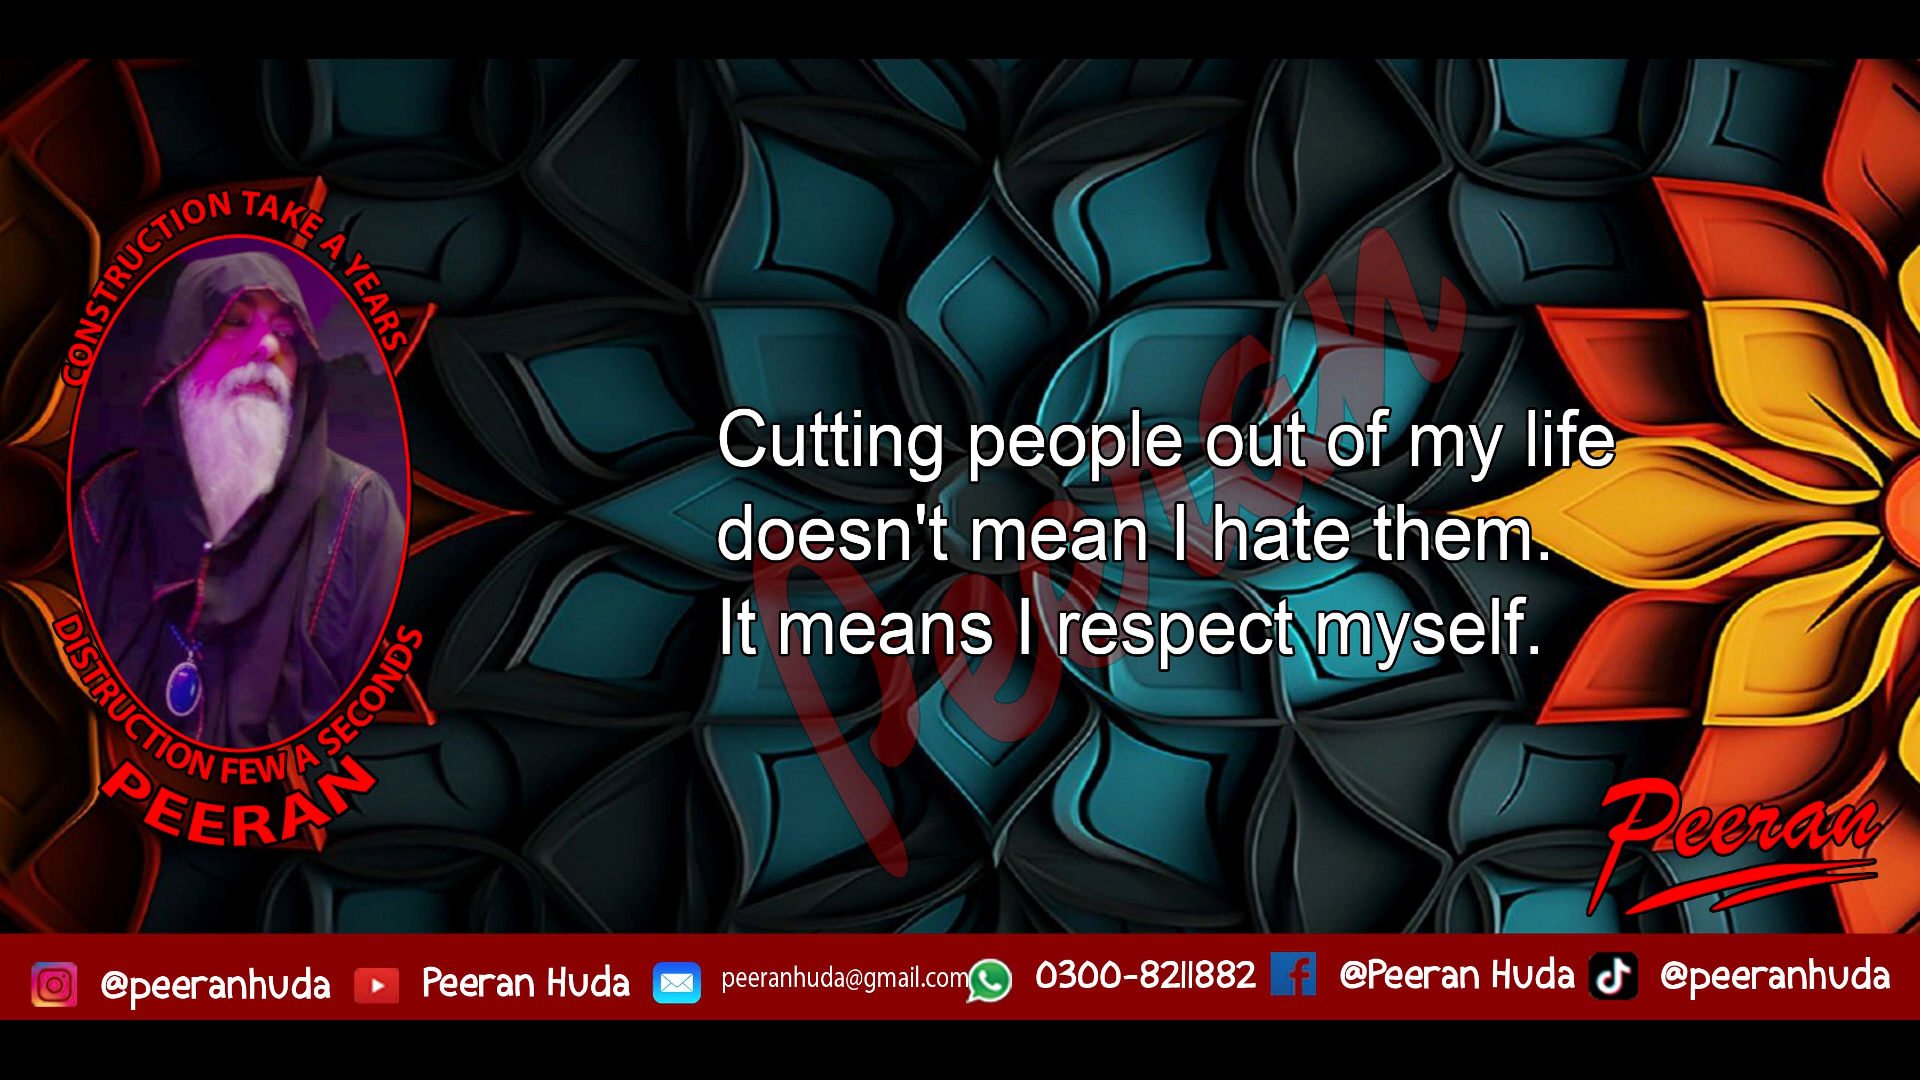 CONSTRUCTION TAKE A YEARS
DISTRUCTION FEW A SECONDS
PEERAN
Cutting people out of my life
doesn't mean I hate them.
It means I respect myself.
Peeran
Peeran
@peeranhuda
Peeran Huda
peeranhuda@gmail.com
0300-8211882
@Peeran Huda
@peeranhuda